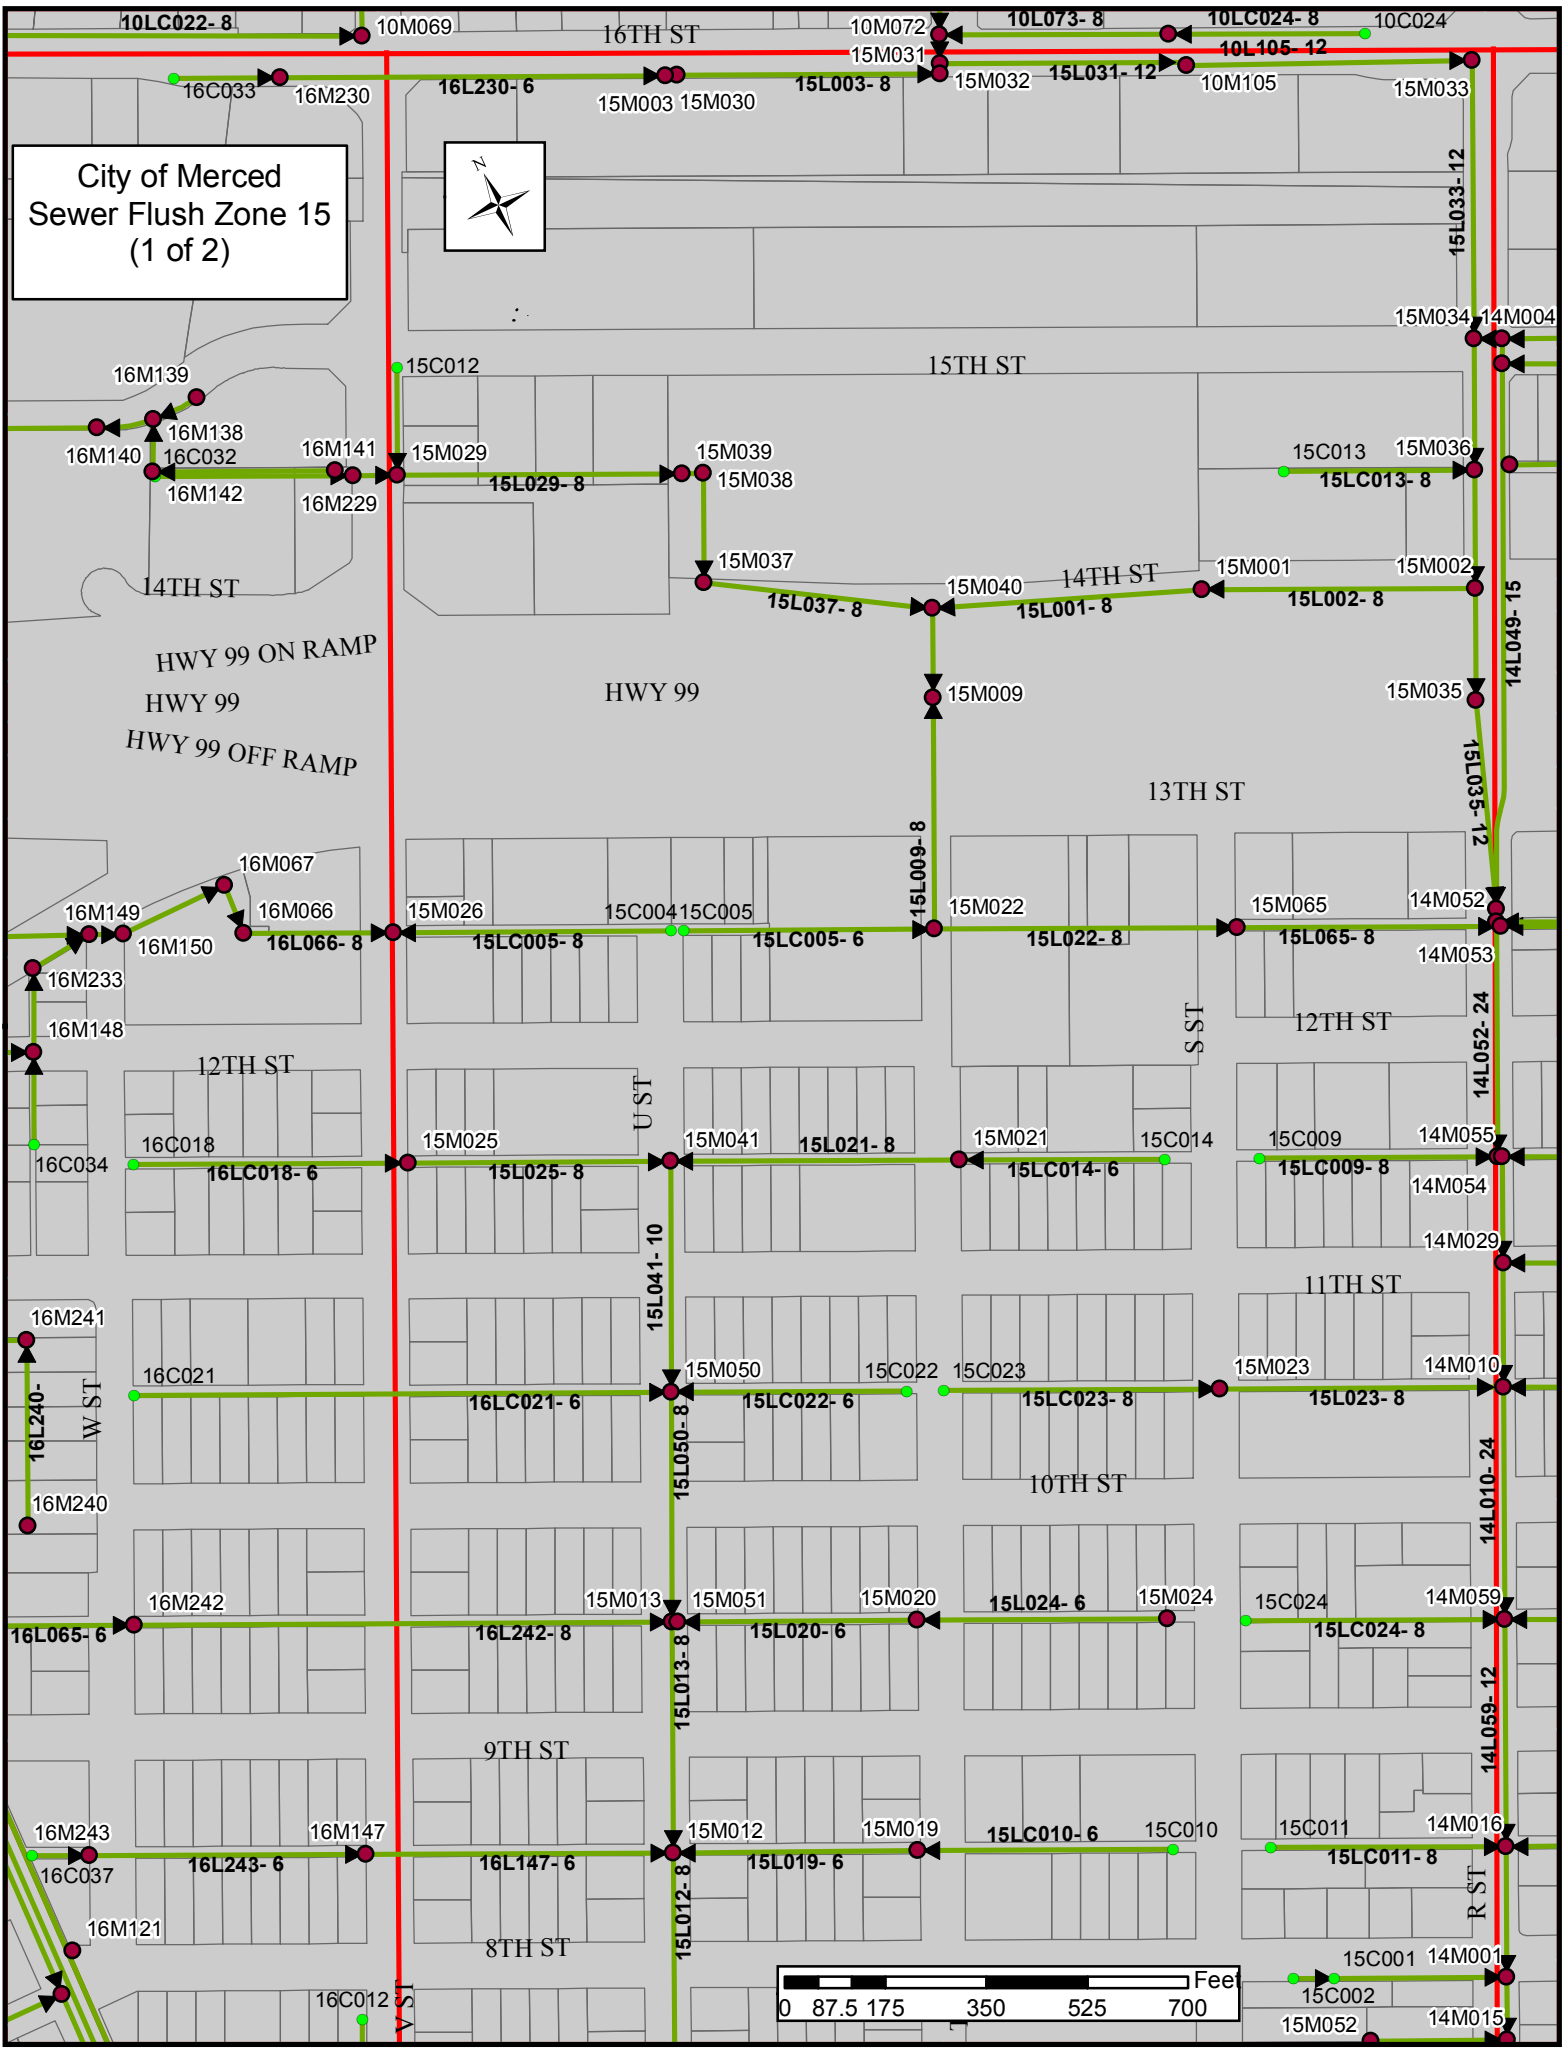 10LC022- 8
10M069
16TH ST
10M072
10L073- 8
10LC024- 8
10C024
15M031
10L105- 12
16C033
16M230
16L230- 6
15M003
15M030
15L003- 8
15M032
15L031- 12
10M105
15M033
City of Merced
Sewer Flush Zone 15
(1 of 2)
N
15L033- 12
15M034
14M004
15C012
15TH ST
16M139
16M138
16M140
16C032
16M141
16M142
16M229
15M029
15L029- 8
15M039
15M038
15C013
15M036
15LC013- 8
14TH ST
15M037
15L037- 8
15M040
14TH ST
15L001- 8
15M001
15L002- 8
15M002
14L049- 15
HWY 99 ON RAMP
HWY 99
HWY 99
HWY 99 OFF RAMP
15M009
15M035
15L035- 12
13TH ST
15L009- 8
16M067
16M149
16M066
16M150
16L066- 8
15M026
15C004
15C005
15LC005- 8
15LC005- 6
15M022
15L022- 8
15M065
15L065- 8
14M052
14M053
16M233
16M148
12TH ST
S ST
12TH ST
14L052- 24
U ST
16C018
16C034
16LC018- 6
15M025
15L025- 8
15M041
15L021- 8
15M021
15LC014- 6
15C014
15C009
15LC009- 8
14M055
14M054
15L041- 10
14M029
11TH ST
16M241
16L240-
W ST
16C021
16LC021- 6
15M050
15LC022- 6
15C022
15C023
15LC023- 8
15M023
15L023- 8
14M010
15L050- 8
10TH ST
14L010- 24
16M240
16M242
16L065- 6
16L242- 8
15M013
15M051
15L020- 6
15M020
15L024- 6
15M024
15C024
15LC024- 8
14M059
15L013- 8
14L059- 12
9TH ST
16M243
16C037
16L243- 6
16M147
16L147- 6
15M012
15L019- 6
15M019
15LC010- 6
15C010
15C011
15LC011- 8
14M016
R ST
15L012- 8
16M121
8TH ST
16C012
V ST
Feet
0 87.5 175 350 525 700
15C001
15C002
14M001
15M052
14M015